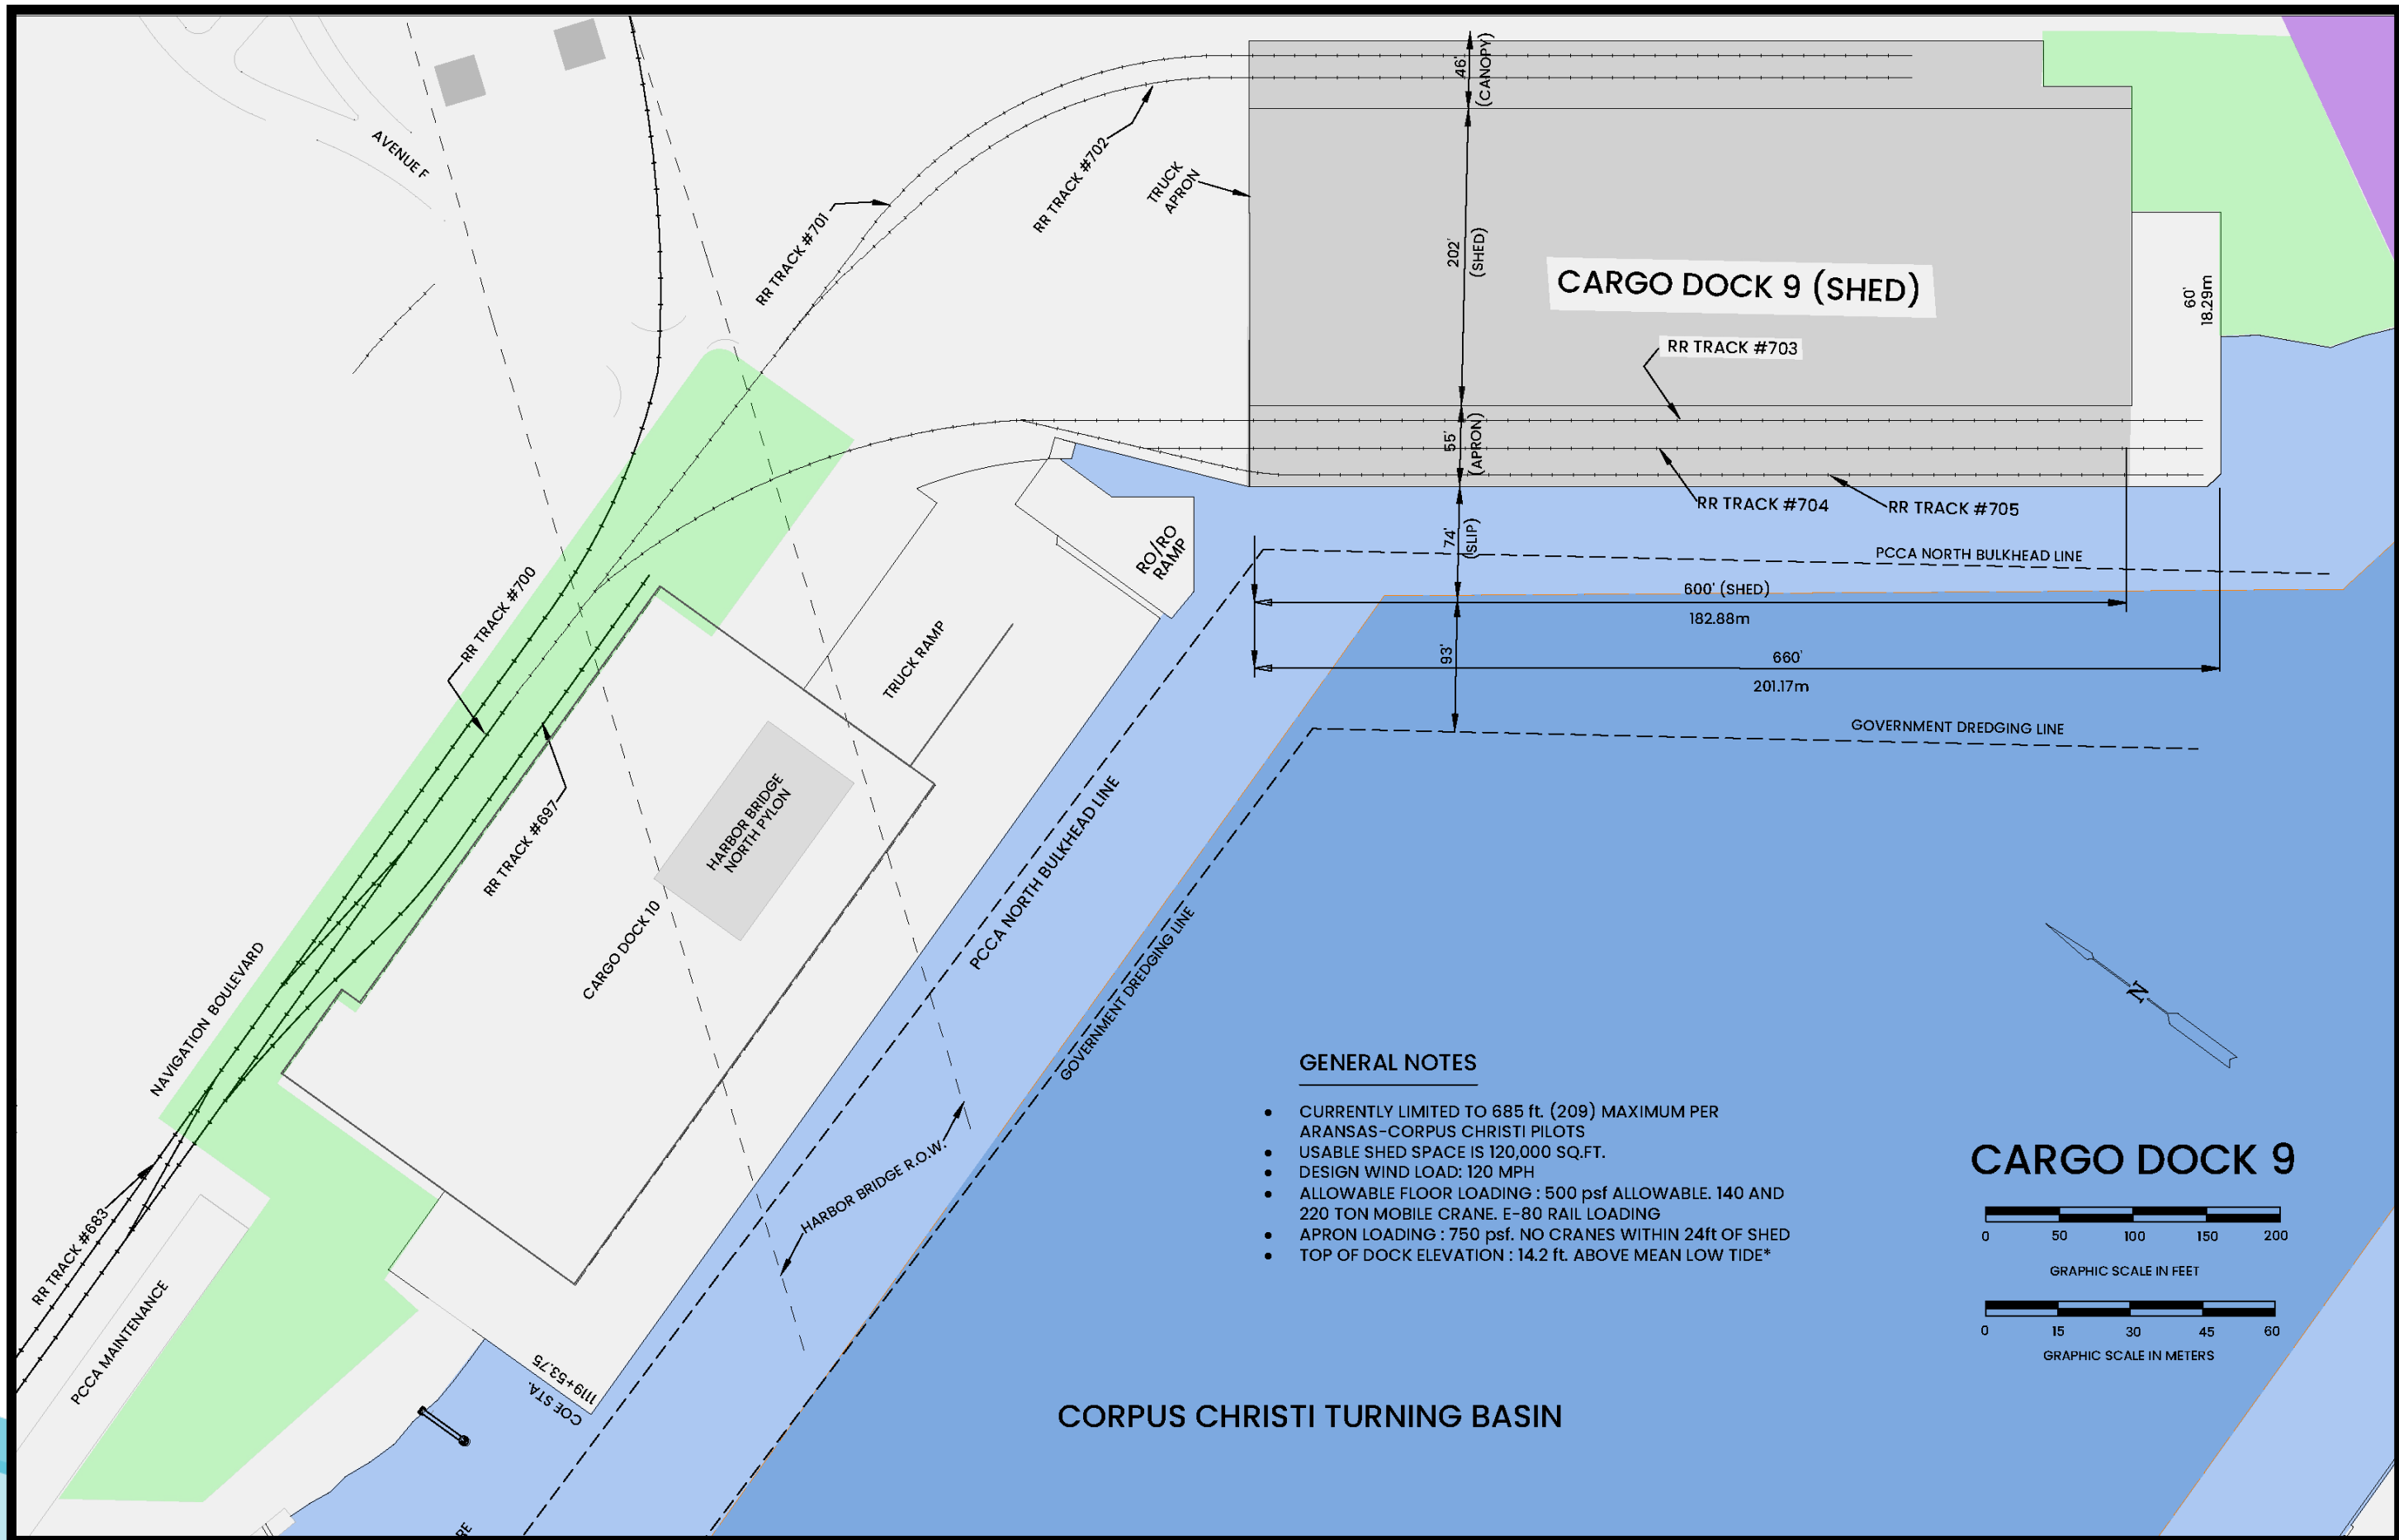 46'
(CANOPY)
AVENUE F
RR TRACK #702
TRUCK
APRON
RR TRACK #701
202'
(SHED)
CARGO DOCK 9 (SHED)
60'
18.29m
RR TRACK #703
55'
(APRON)
RR TRACK #704
RR TRACK #705
74'
(SLIP)
RO/RO
RAMP
PCCA NORTH BULKHEAD LINE
600' (SHED)
182.88m
RR TRACK #700
TRUCK RAMP
93'
660'
201.17m
GOVERNMENT DREDGING LINE
HARBOR BRIDGE
NORTH PYLON
RR TRACK #697
PCCA NORTH BULKHEAD LINE
CARGO DOCK 10
GOVERNMENT DREDGING LINE
NAVIGATION BOULEVARD
N
HARBOR BRIDGE R.O.W.
RR TRACK #683
PCCA MAINTENANCE
GENERAL NOTES
• CURRENTLY LIMITED TO 685 ft. (209) MAXIMUM PER
ARANSAS-CORPUS CHRISTI PILOTS
• USABLE SHED SPACE IS 120,000 SQ.FT.
• DESIGN WIND LOAD: 120 MPH
• ALLOWABLE FLOOR LOADING : 500 psf ALLOWABLE. 140 AND
220 TON MOBILE CRANE. E-80 RAIL LOADING
• APRON LOADING : 750 psf. NO CRANES WITHIN 24ft OF SHED
• TOP OF DOCK ELEVATION : 14.2 ft. ABOVE MEAN LOW TIDE*
CARGO DOCK 9
0 50 100 150 200
GRAPHIC SCALE IN FEET
0 15 30 45 60
GRAPHIC SCALE IN METERS
COE STA.
1119+53.75
CORPUS CHRISTI TURNING BASIN